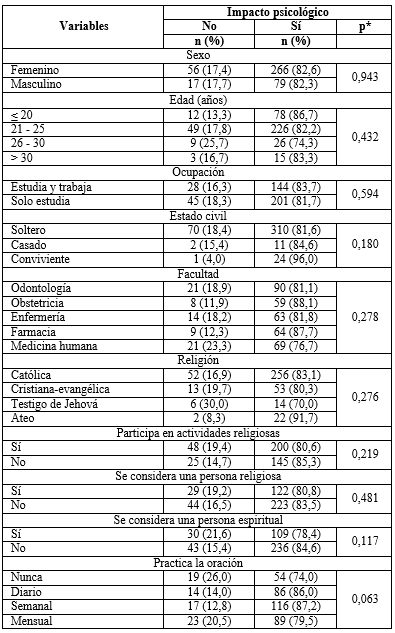 Variables Impacto psicológico p*
No Sí
n (%) n (%)
Sexo
Femenino 56 (17,4) 266 (82,6) 0,943
Masculino 17 (17,7) 79 (82,3)
Edad (años)
≤ 20 12 (13,3) 78 (86,7) 0,432
21 - 25 49 (17,8) 226 (82,2)
26 - 30 9 (25,7) 26 (74,3)
> 30 3 (16,7) 15 (83,3)
Ocupación
Estudia y trabaja 28 (16,3) 144 (83,7) 0,594
Solo estudia 45 (18,3) 201 (81,7)
Estado civil
Soltero 70 (18,4) 310 (81,6) 0,180
Casado 2 (15,4) 11 (84,6)
Conviviente 1 (4,0) 24 (96,0)
Facultad
Odontología 21 (18,9) 90 (81,1) 0,278
Obstetricia 8 (11,9) 59 (88,1)
Enfermería 14 (18,2) 63 (81,8)
Farmacia 9 (12,3) 64 (87,7)
Medicina humana 21 (23,3) 69 (76,7)
Religión
Católica 52 (16,9) 256 (83,1) 0,276
Cristiana-evangélica 13 (19,7) 53 (80,3)
Testigo de Jehová 6 (30,0) 14 (70,0)
Ateo 2 (8,3) 22 (91,7)
Participa en actividades religiosas
Sí 48 (19,4) 200 (80,6) 0,219
No 25 (14,7) 145 (85,3)
Se considera una persona religiosa
Sí 29 (19,2) 122 (80,8) 0,481
No 44 (16,5) 223 (83,5)
Se considera una persona espiritual
Sí 30 (21,6) 109 (78,4) 0,117
No 43 (15,4) 236 (84,6)
Practica la oración
Nunca 19 (26,0) 54 (74,0) 0,063
Diario 14 (14,0) 86 (86,0)
Semanal 17 (12,8) 116 (87,2)
Mensual 23 (20,5) 89 (79,5)